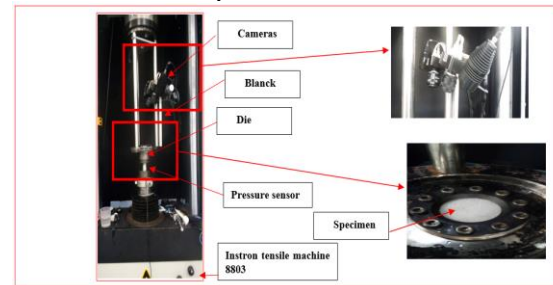 Cameras
Blanck
Die
Pressure sensor
Specimen
Instron tensile machine
8803